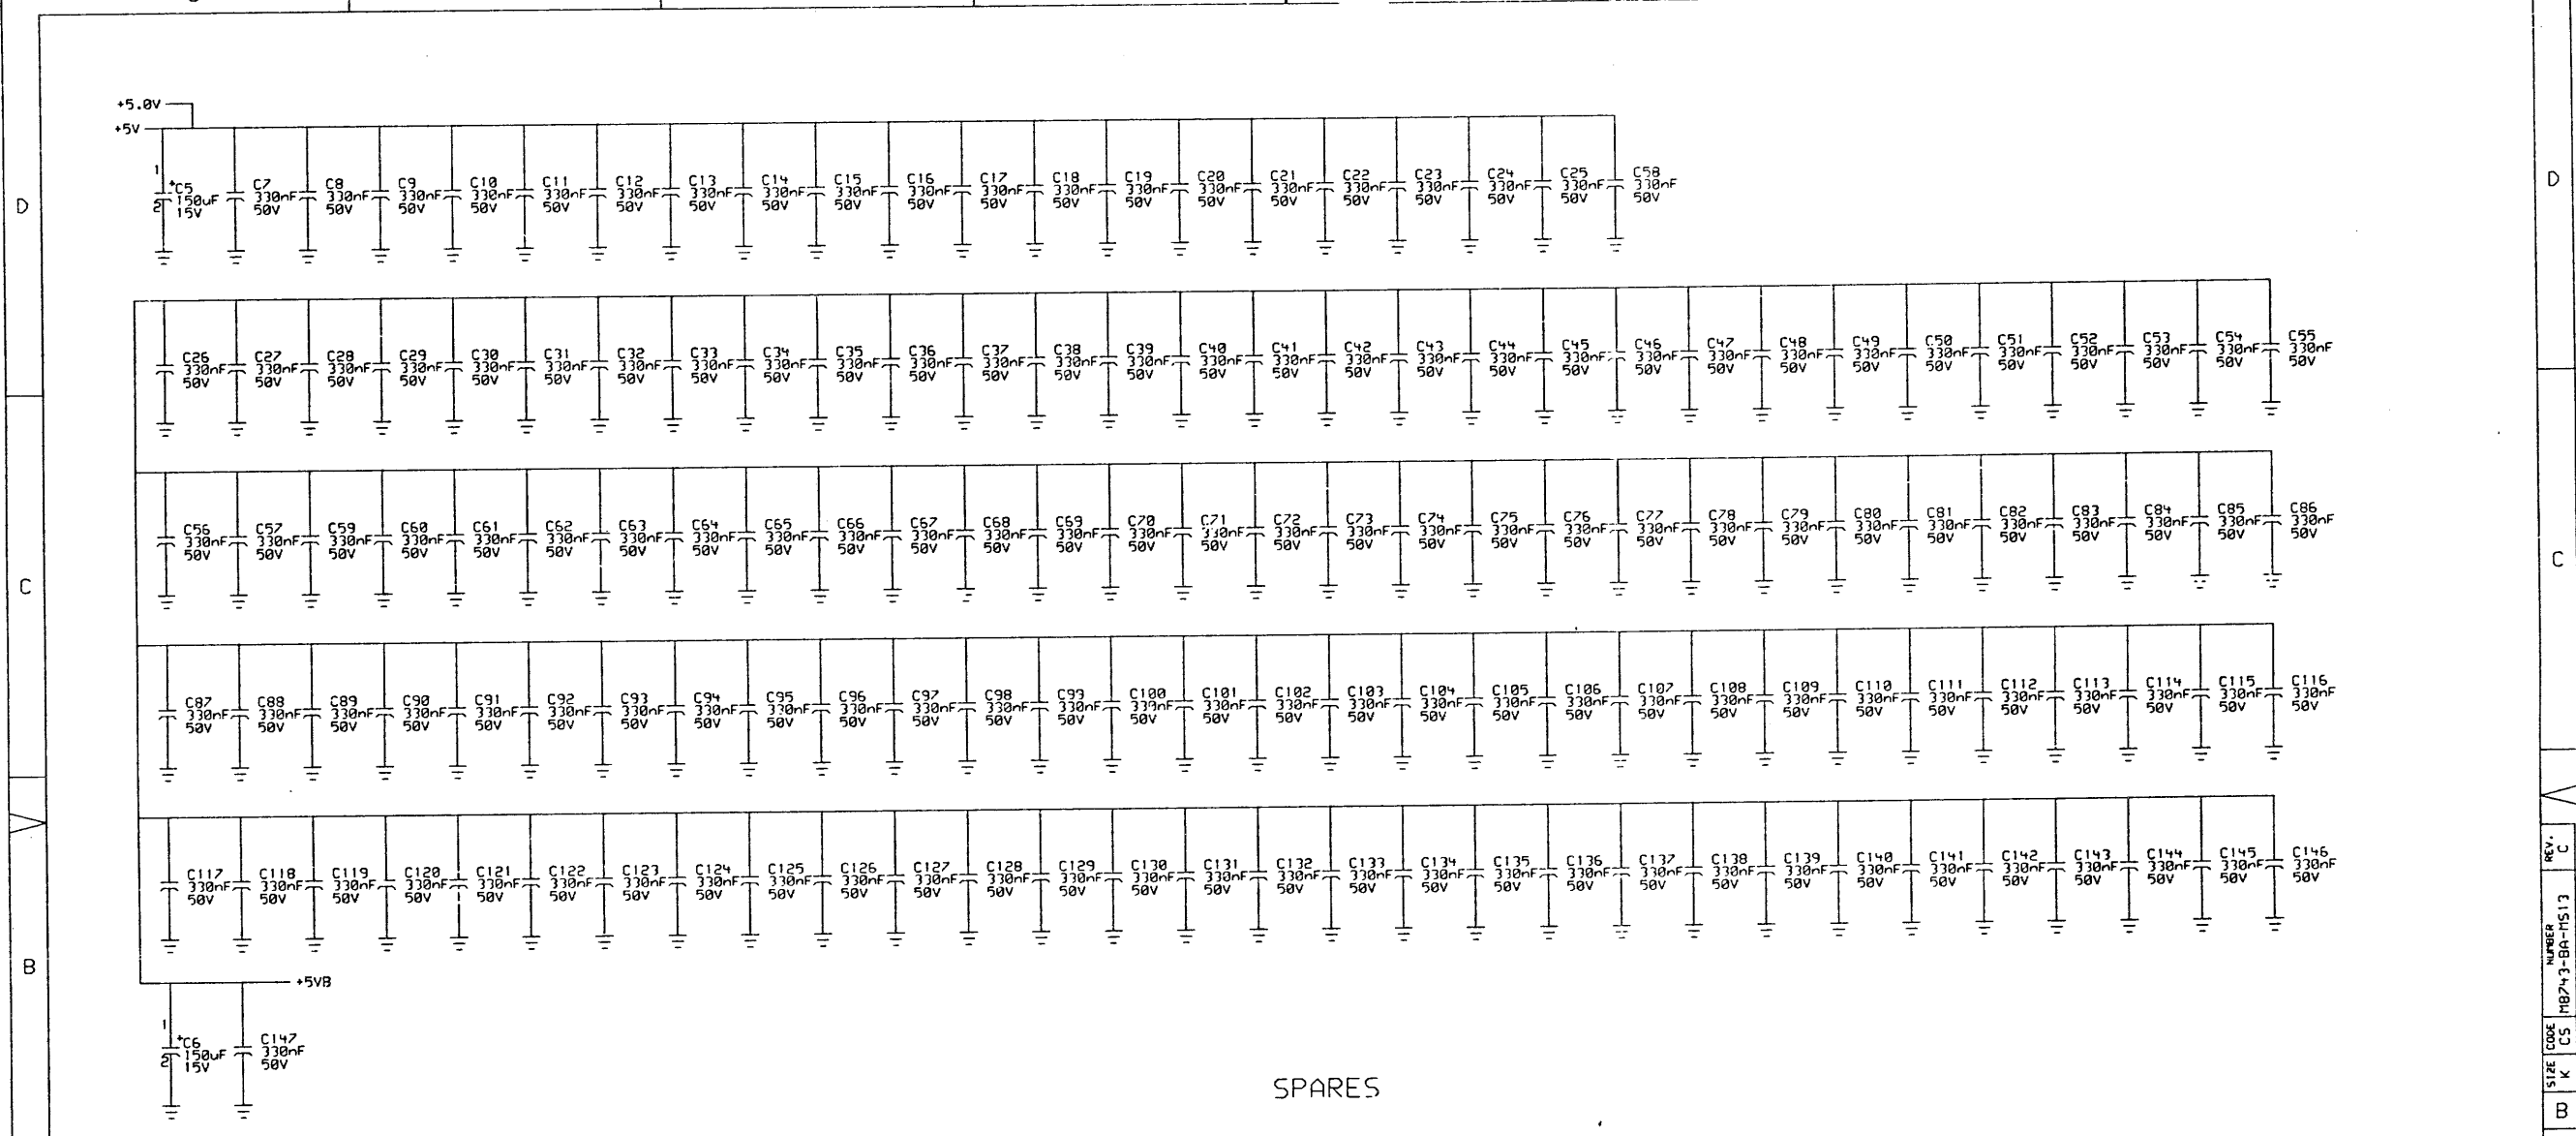 +5.0V
+5V
1
2
+C5 150uF 15V
C7 330nF 50V
C8 330nF 50V
C9 330nF 50V
C10 330nF 50V
C11 330nF 50V
C12 330nF 50V
C13 330nF 50V
C14 330nF 50V
C15 330nF 50V
C16 330nF 50V
C17 330nF 50V
C18 330nF 50V
C19 330nF 50V
C20 330nF 50V
C21 330nF 50V
C22 330nF 50V
C23 330nF 50V
C24 330nF 50V
C25 330nF 50V
C58 330nF 50V
D
D
C26 330nF 50V
C27 330nF 50V
C28 330nF 50V
C29 330nF 50V
C30 330nF 50V
C31 330nF 50V
C32 330nF 50V
C33 330nF 50V
C34 330nF 50V
C35 330nF 50V
C36 330nF 50V
C37 330nF 50V
C38 330nF 50V
C39 330nF 50V
C40 330nF 50V
C41 330nF 50V
C42 330nF 50V
C43 330nF 50V
C44 330nF 50V
C45 330nF 50V
C46 330nF 50V
C47 330nF 50V
C48 330nF 50V
C49 330nF 50V
C50 330nF 50V
C51 330nF 50V
C52 330nF 50V
C53 330nF 50V
C54 330nF 50V
C55 330nF 50V
C56 330nF 50V
C57 330nF 50V
C59 330nF 50V
C60 330nF 50V
C61 330nF 50V
C62 330nF 50V
C63 330nF 50V
C64 330nF 50V
C65 330nF 50V
C66 330nF 50V
C67 330nF 50V
C68 330nF 50V
C69 330nF 50V
C70 330nF 50V
C71 330nF 50V
C72 330nF 50V
C73 330nF 50V
C74 330nF 50V
C75 330nF 50V
C76 330nF 50V
C77 330nF 50V
C78 330nF 50V
C79 330nF 50V
C80 330nF 50V
C81 330nF 50V
C82 330nF 50V
C83 330nF 50V
C84 330nF 50V
C85 330nF 50V
C86 330nF 50V
C
C
C87 330nF 50V
C88 330nF 50V
C89 330nF 50V
C90 330nF 50V
C91 330nF 50V
C92 330nF 50V
C93 330nF 50V
C94 330nF 50V
C95 330nF 50V
C96 330nF 50V
C97 330nF 50V
C98 330nF 50V
C99 330nF 50V
C100 330nF 50V
C101 330nF 50V
C102 330nF 50V
C103 330nF 50V
C104 330nF 50V
C105 330nF 50V
C106 330nF 50V
C107 330nF 50V
C108 330nF 50V
C109 330nF 50V
C110 330nF 50V
C111 330nF 50V
C112 330nF 50V
C113 330nF 50V
C114 330nF 50V
C115 330nF 50V
C116 330nF 50V
C117 330nF 50V
C118 330nF 50V
C119 330nF 50V
C120 330nF 50V
C121 330nF 50V
C122 330nF 50V
C123 330nF 50V
C124 330nF 50V
C125 330nF 50V
C126 330nF 50V
C127 330nF 50V
C128 330nF 50V
C129 330nF 50V
C130 330nF 50V
C131 330nF 50V
C132 330nF 50V
C133 330nF 50V
C134 330nF 50V
C135 330nF 50V
C136 330nF 50V
C137 330nF 50V
C138 330nF 50V
C139 330nF 50V
C140 330nF 50V
C141 330nF 50V
C142 330nF 50V
C143 330nF 50V
C144 330nF 50V
C145 330nF 50V
C146 330nF 50V
B
+5VB
1
2
+C6 150uF 15V
C147 330nF 50V
SPARES
SIZE K
CODE CS
NUMBER M8743-BA-MS13
REV. C
B